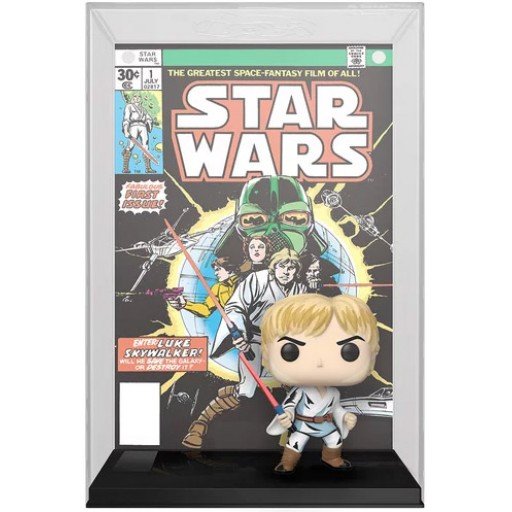 STAR
WARS
30¢
1
JULY
02817
THE GREATEST SPACE-FANTASY FILM OF ALL!
STAR
WARS
FABULOUS
FIRST
ISSUE!
ENTER: LUKE
SKYWALKER!
WILL HE SAVE THE GALAXY-
OR DESTROY IT?